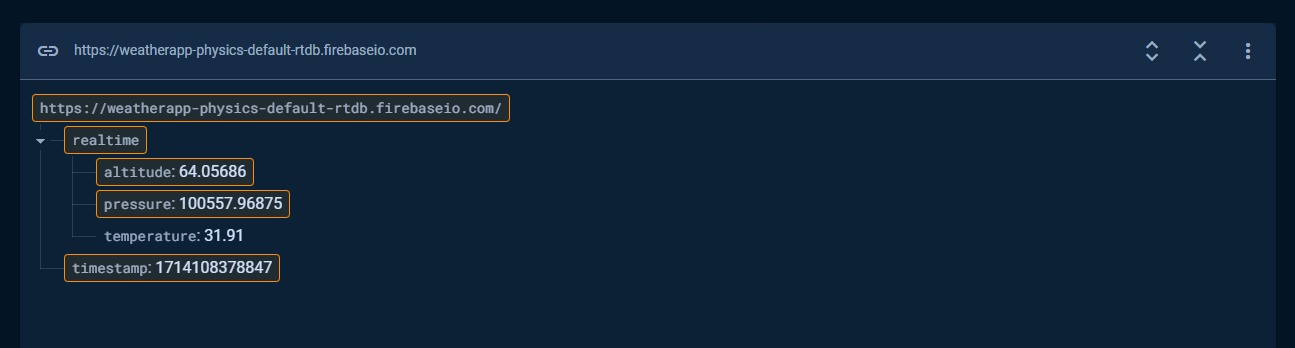 https://weatherapp-physics-default-rtdb.firebaseio.com
https://weatherapp-physics-default-rtdb.firebaseio.com/
realtime
altitude: 64.05686
pressure: 100557.96875
temperature: 31.91
timestamp: 1714108378847